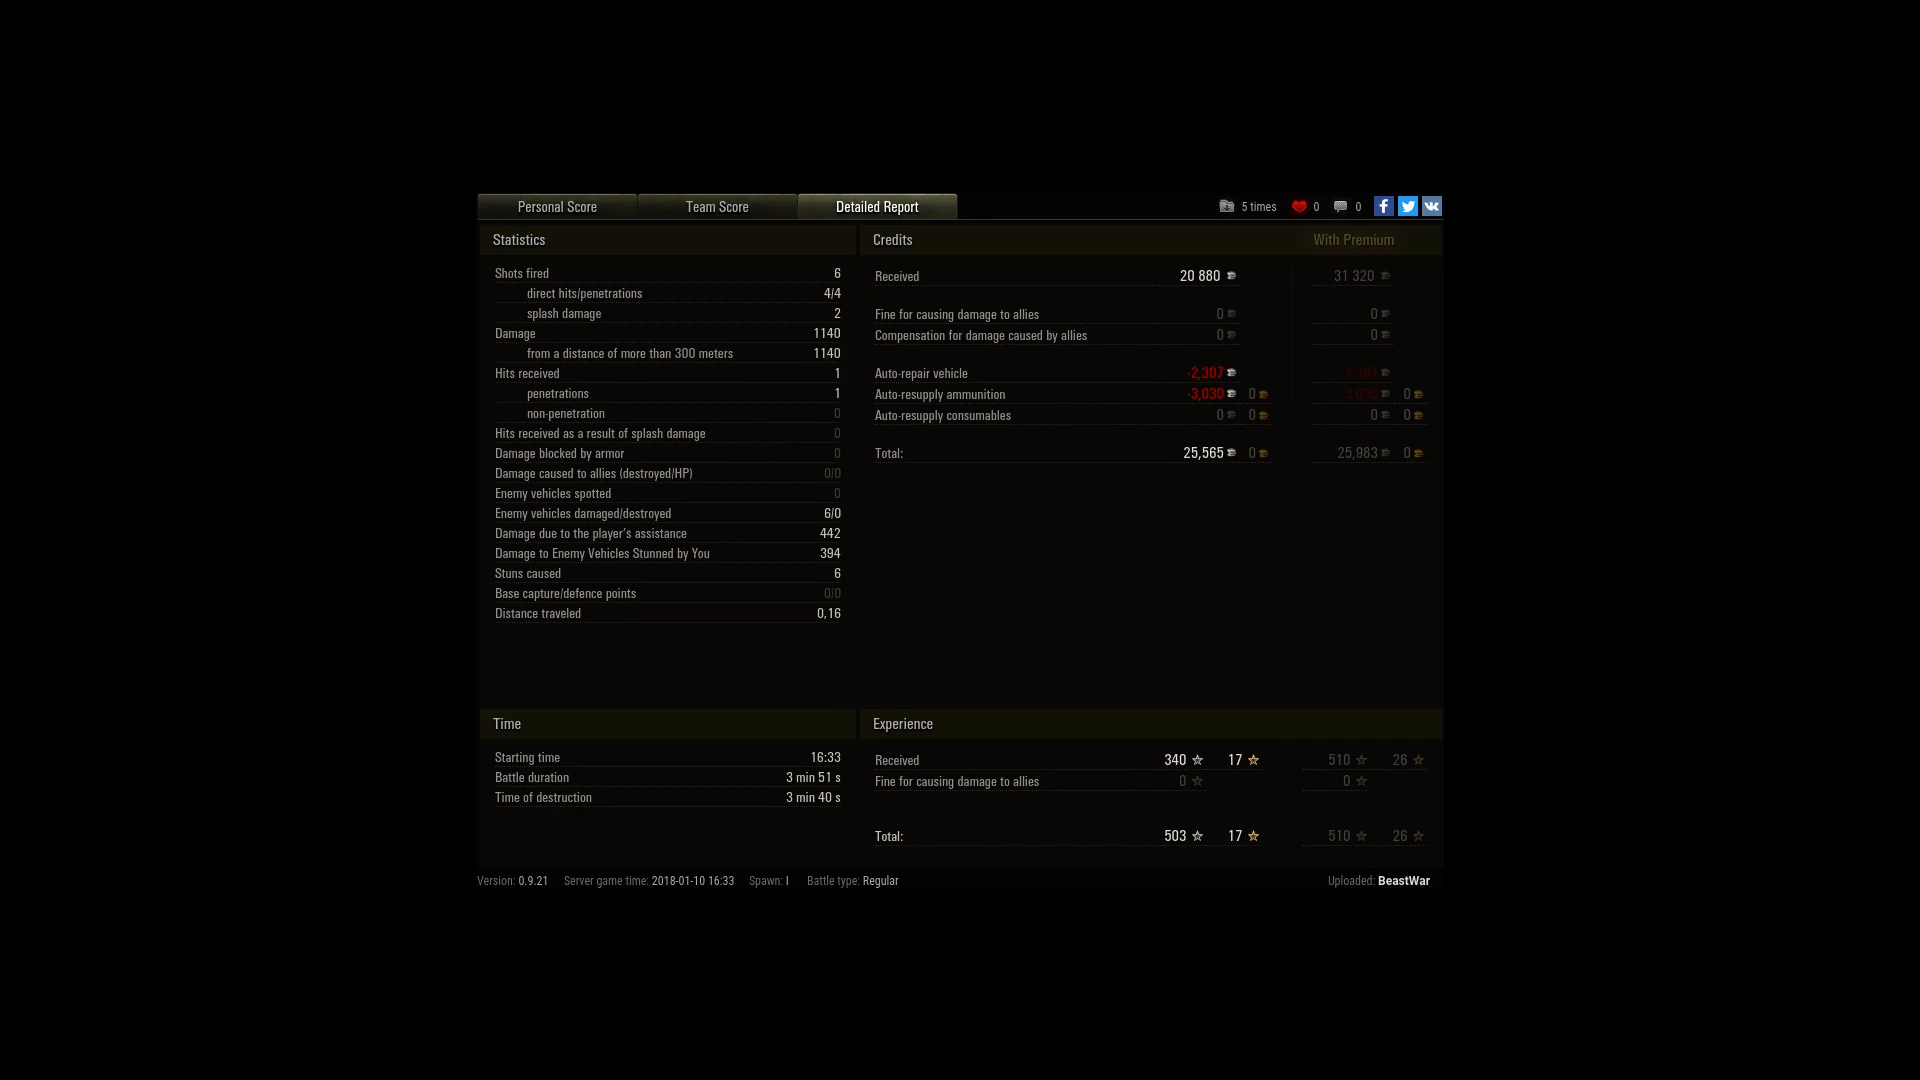 Personal Score Team Score Detailed Report 5 times 0 0
Statistics
Shots fired 6
direct hits/penetrations 4/4
splash damage 2
Damage 1140
from a distance of more than 300 meters 1140
Hits received 1
penetrations 1
non-penetration 0
Hits received as a result of splash damage 0
Damage blocked by armor 0
Damage caused to allies (destroyed/HP) 0/0
Enemy vehicles spotted 0
Enemy vehicles damaged/destroyed 6/0
Damage due to the player's assistance 442
Damage to Enemy Vehicles Stunned by You 394
Stuns caused 6
Base capture/defence points 0/0
Distance traveled 0,16
Credits With Premium
Received 20 880 31 320
Fine for causing damage to allies 0 0
Compensation for damage caused by allies 0 0
Auto-repair vehicle -2,307 -2,307
Auto-resupply ammunition -3,030 0 -3,030 0
Auto-resupply consumables 0 0 0 0
Total: 25,565 0 25,983 0
Time
Starting time 16:33
Battle duration 3 min 51 s
Time of destruction 3 min 40 s
Experience
Received 340 17 510 26
Fine for causing damage to allies 0 0
Total: 503 17 510 26
Version: 0.9.21 Server game time: 2018-01-10 16:33 Spawn: I Battle type: Regular Uploaded: BeastWar